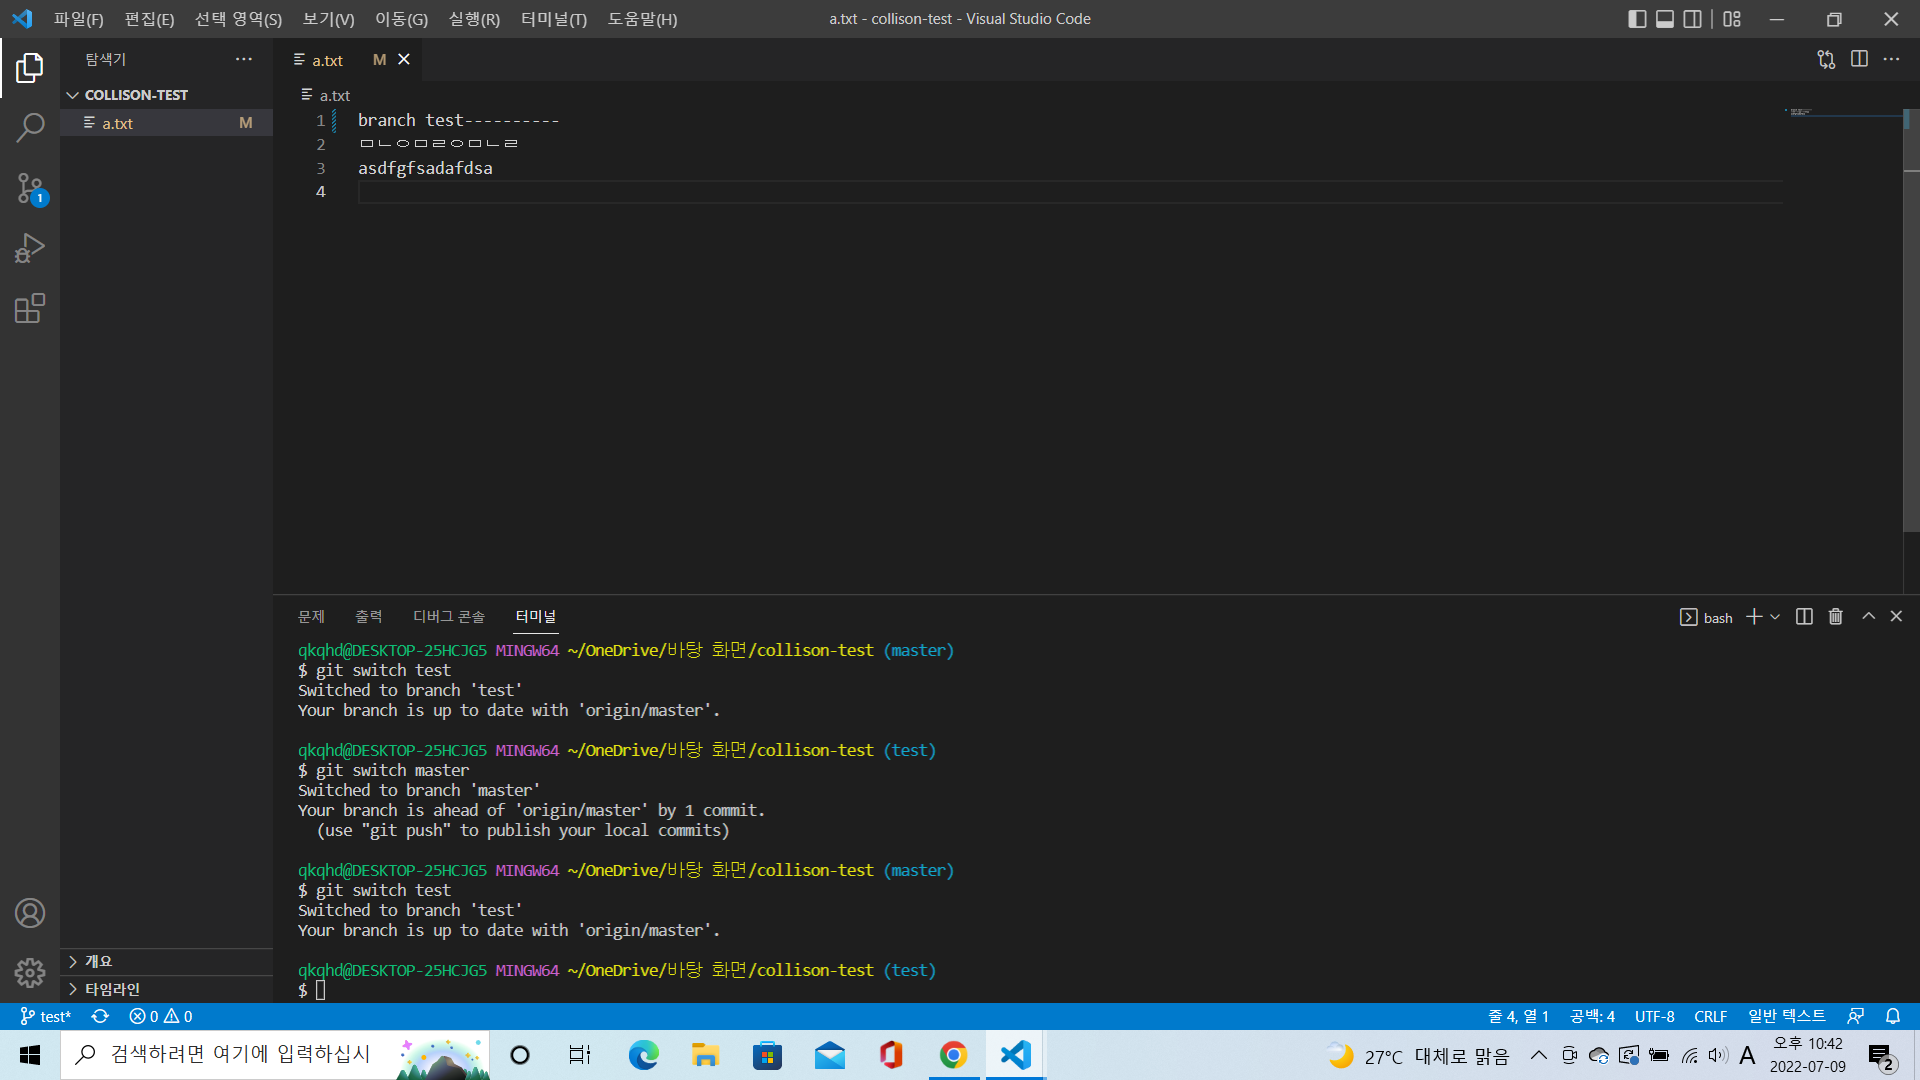 파일(F) 편집(E) 선택 영역(S) 보기(V) 이동(G) 실행(R) 터미널(T) 도움말(H)
a.txt - collison-test - Visual Studio Code
탐색기
COLLISON-TEST
a.txt M
1
a.txt M
a.txt
1 branch test----------
2 ㅁㄴㅇㅁㄹㅇㅁㄴㄹ
3 asdfgfsadafdsa
4
문제 출력 디버그 콘솔 터미널
bash
qkqhd@DESKTOP-25HCJG5 MINGW64 ~/OneDrive/바탕 화면/collison-test (master)
$ git switch test
Switched to branch 'test'
Your branch is up to date with 'origin/master'.
qkqhd@DESKTOP-25HCJG5 MINGW64 ~/OneDrive/바탕 화면/collison-test (test)
$ git switch master
Switched to branch 'master'
Your branch is ahead of 'origin/master' by 1 commit.
(use "git push" to publish your local commits)
qkqhd@DESKTOP-25HCJG5 MINGW64 ~/OneDrive/바탕 화면/collison-test (master)
$ git switch test
Switched to branch 'test'
Your branch is up to date with 'origin/master'.
qkqhd@DESKTOP-25HCJG5 MINGW64 ~/OneDrive/바탕 화면/collison-test (test)
$
개요
타임라인
test* 0 0
줄 4, 열 1 공백: 4 UTF-8 CRLF 일반 텍스트
검색하려면 여기에 입력하십시
27°C 대체로 맑음
A
오후 10:42
2022-07-09
2